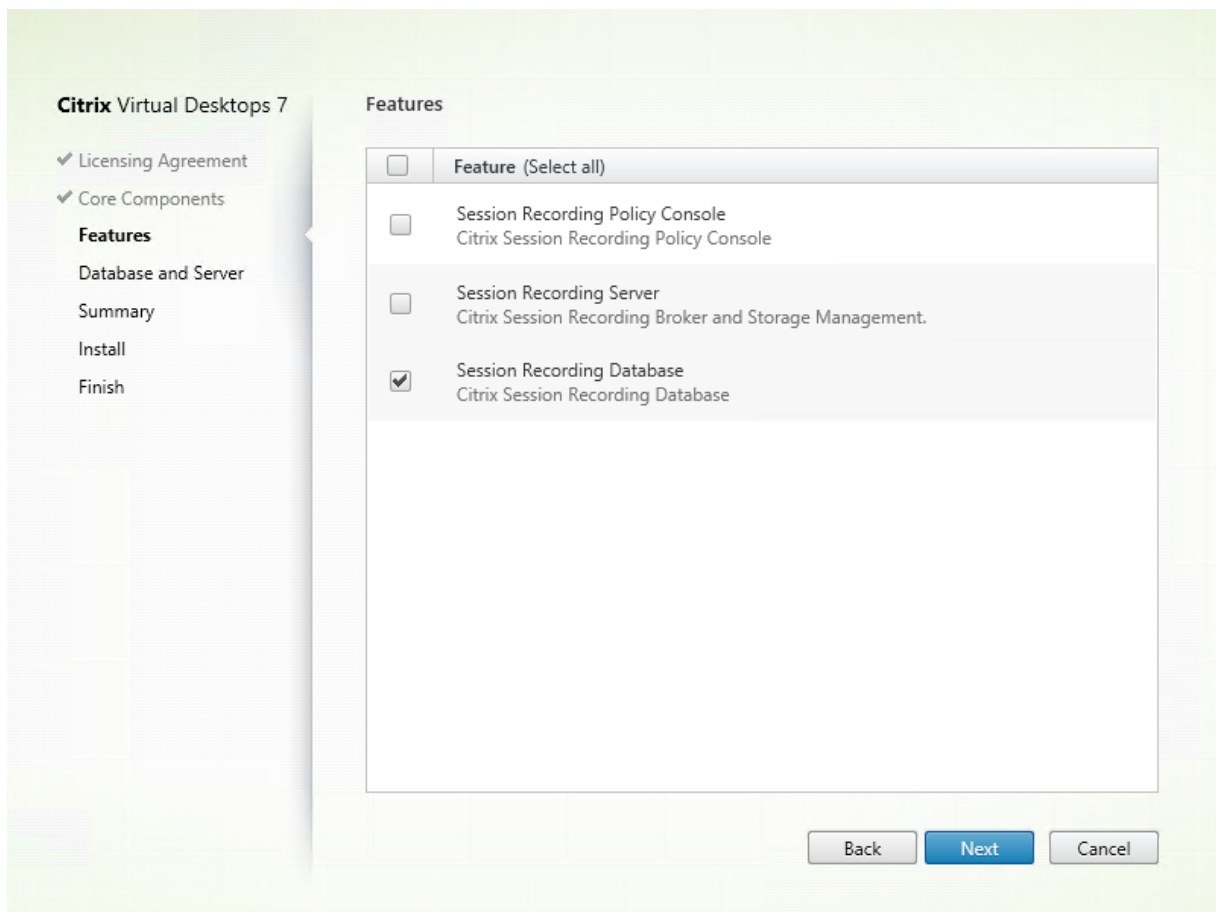 Citrix Virtual Desktops 7
Licensing Agreement
Core Components
Features
Database and Server
Summary
Install
Finish
Features
Feature (Select all)
Session Recording Policy Console
Citrix Session Recording Policy Console
Session Recording Server
Citrix Session Recording Broker and Storage Management.
Session Recording Database
Citrix Session Recording Database
Back
Next
Cancel